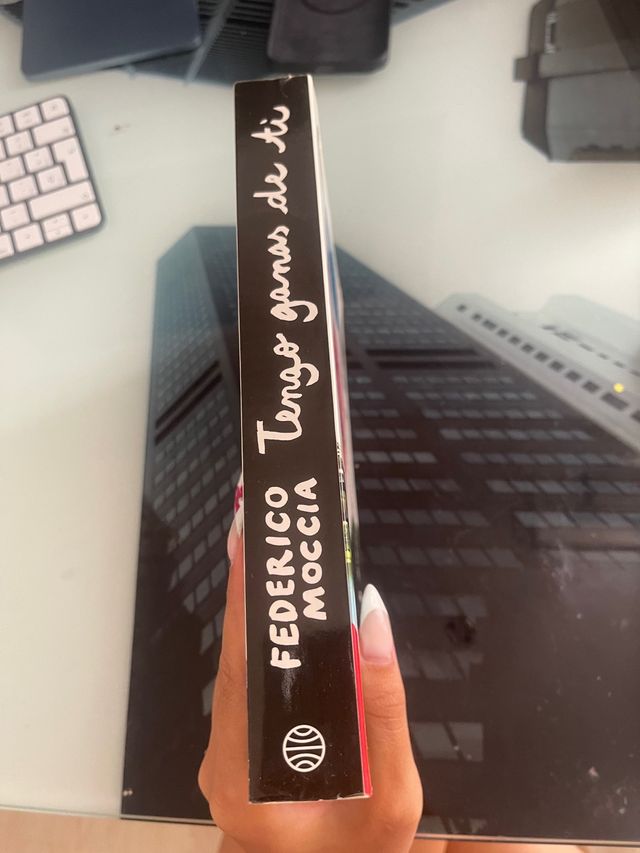 FEDERICO
MOCCIA
Tengo ganas de ti